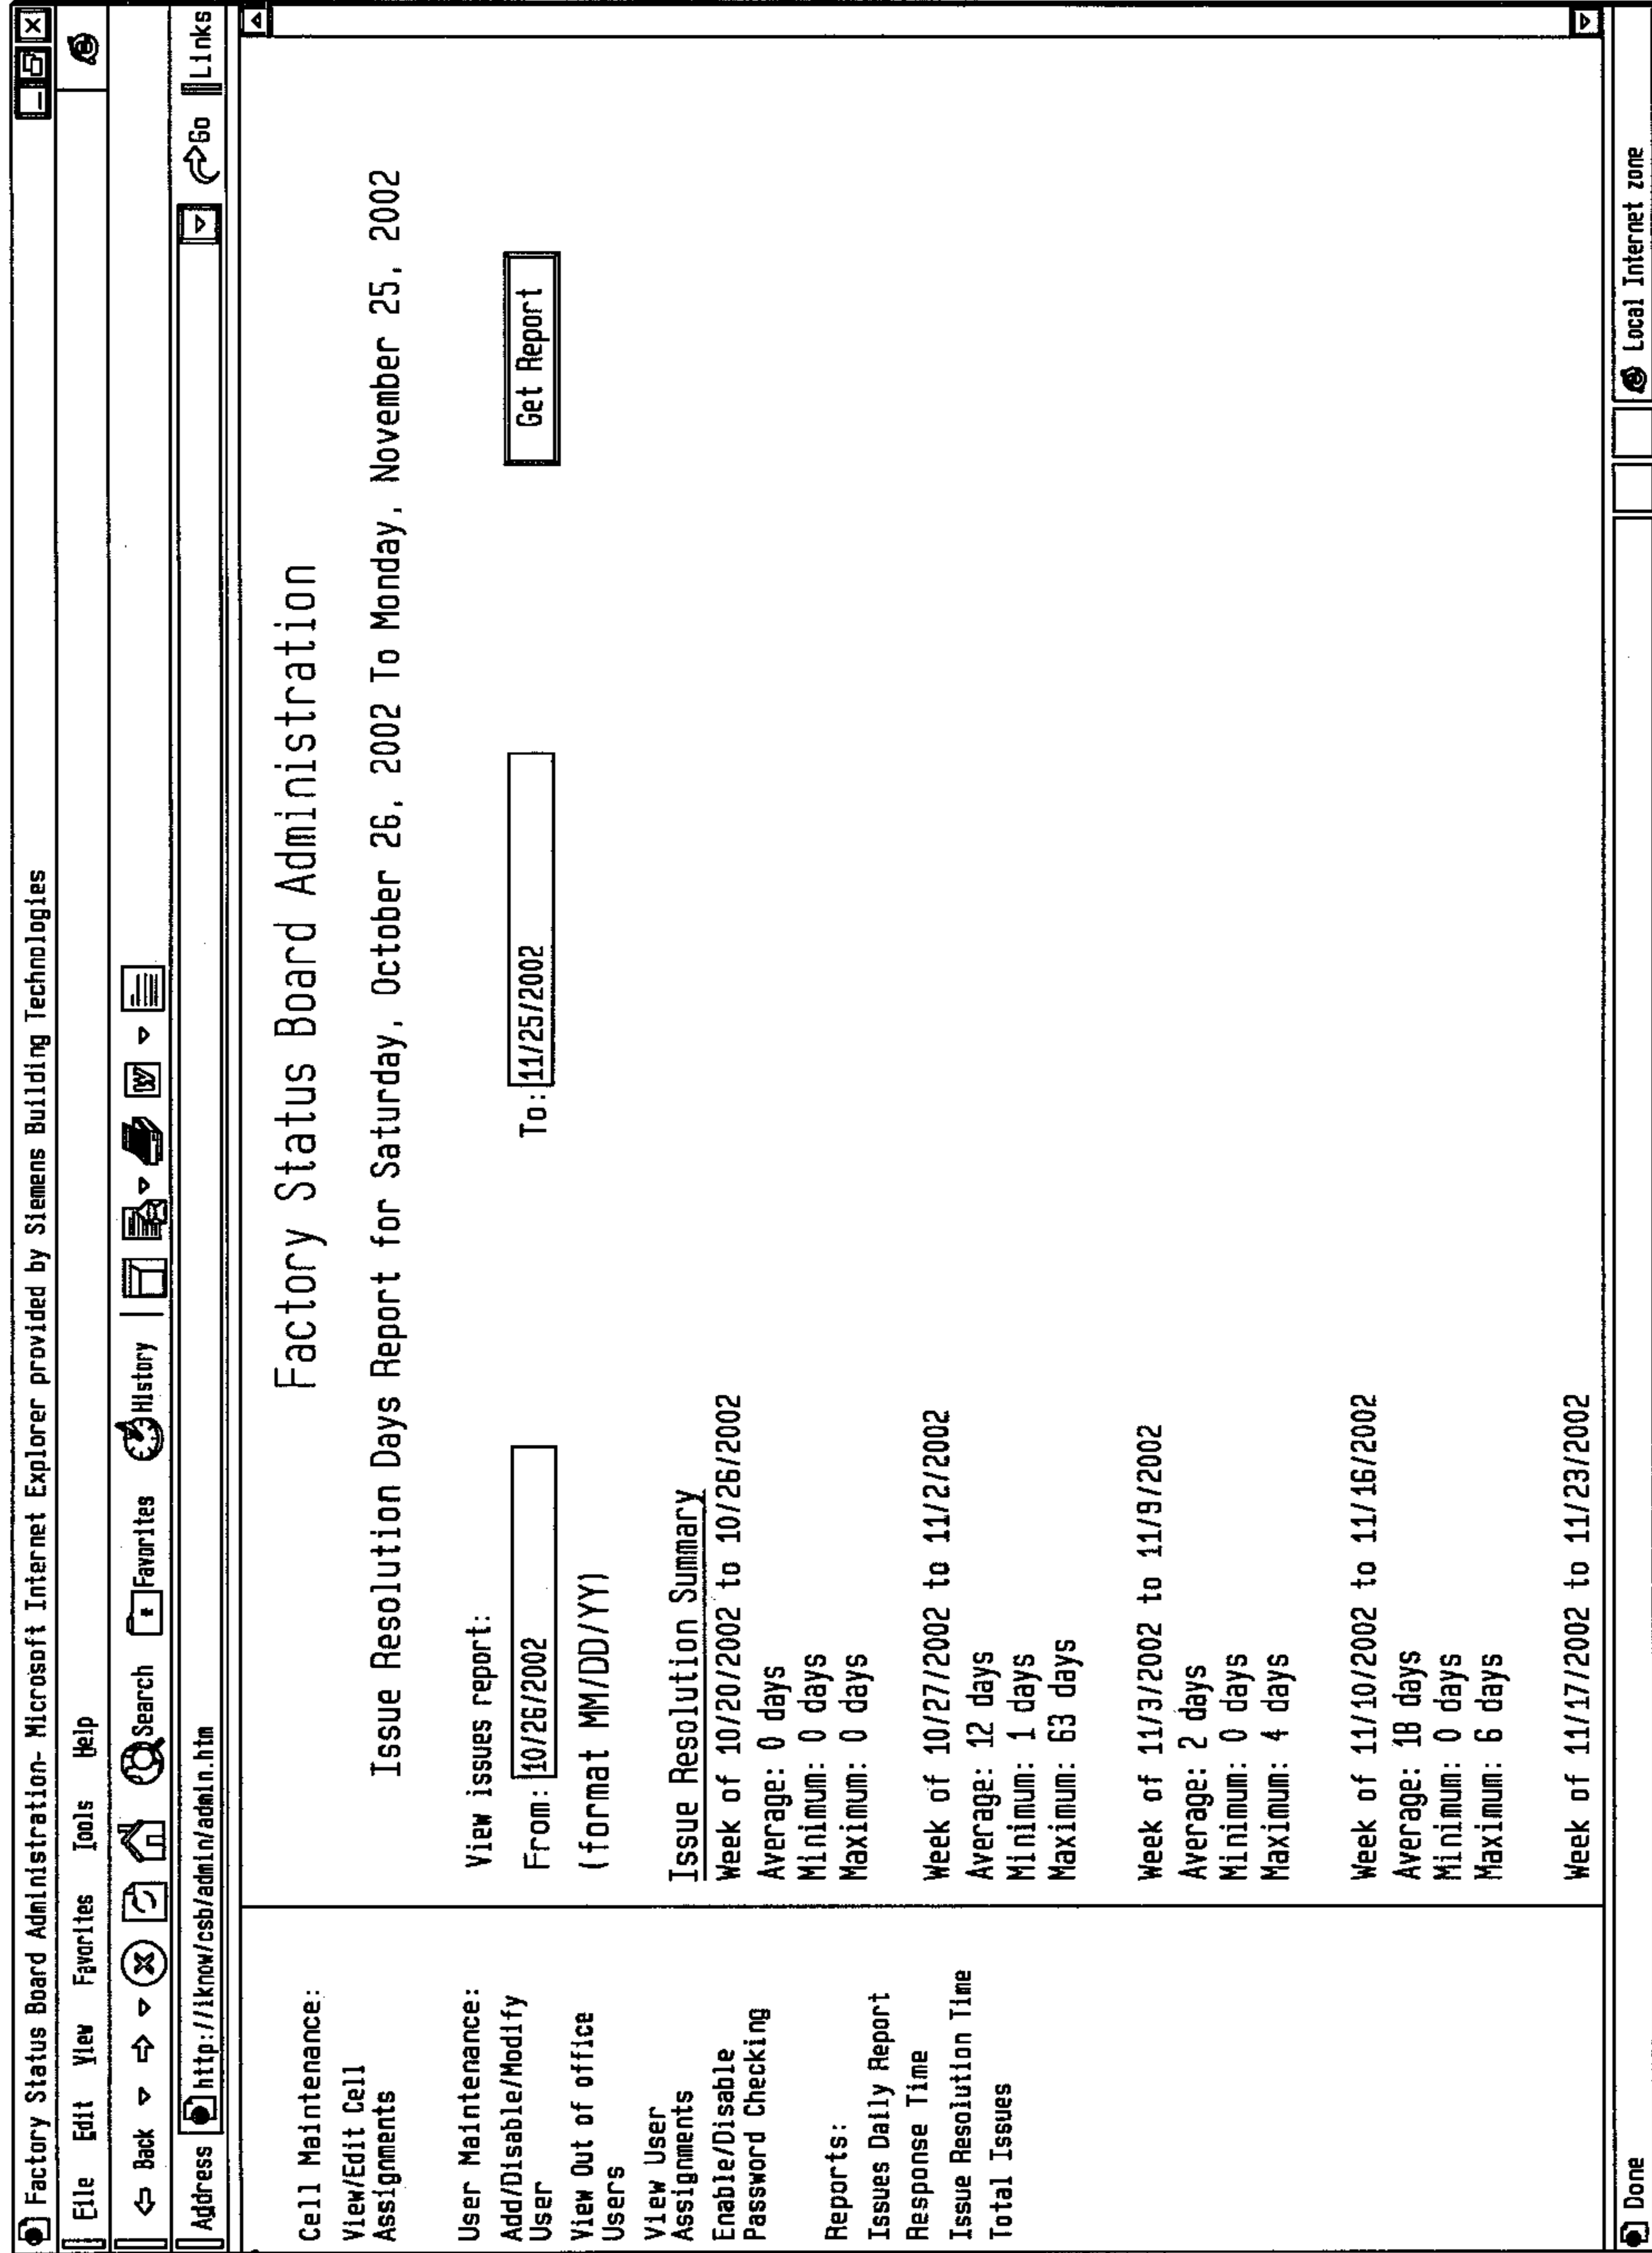 Factory Status Board Administration- Microsoft Internet Explorer provided by Siemens Building Technologies
File Edit View Favorites Tools Help
Back Search Favorites History
Address http://iknow/csb/admin/admin.htm Go Links
Cell Maintenance:
View/Edit Cell
Assignments
User Maintenance:
Add/Disable/Modify
User
View Out of office
Users
View User
Assignments
Enable/Disable
Password Checking
Reports:
Issues Daily Report
Response Time
Issue Resolution Time
Total Issues
Factory Status Board Administration
Issue Resolution Days Report for Saturday, October 26, 2002 To Monday, November 25, 2002
View issues report:
From: 10/26/2002 To: 11/25/2002 Get Report
(format MM/DD/YY)
Issue Resolution Summary
Week of 10/20/2002 to 10/26/2002
Average: 0 days
Minimum: 0 days
Maximum: 0 days
Week of 10/27/2002 to 11/2/2002
Average: 12 days
Minimum: 1 days
Maximum: 63 days
Week of 11/3/2002 to 11/9/2002
Average: 2 days
Minimum: 0 days
Maximum: 4 days
Week of 11/10/2002 to 11/16/2002
Average: 18 days
Minimum: 0 days
Maximum: 6 days
Week of 11/17/2002 to 11/23/2002
Done Local Internet zone